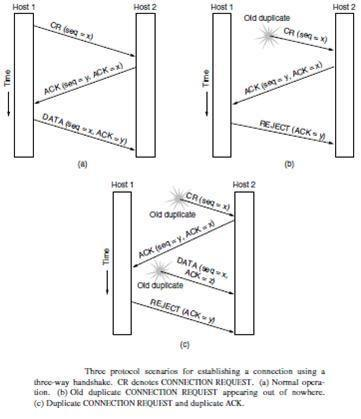 Host 1
Host 2
CR (seq = x)
ACK (seq = y, ACK = x)
DATA (seq = x, ACK = y)
Time
(a)
Host 1
Host 2
Old duplicate
CR (seq = x)
ACK (seq = y, ACK = x)
REJECT (ACK = y)
Time
(b)
Host 1
Host 2
CR (seq = x)
Old duplicate
ACK (seq = y, ACK = x)
DATA (seq = x,
ACK = z)
Old duplicate
REJECT (ACK = y)
Time
(c)
Three protocol scenarios for establishing a connection using a
three-way handshake. CR denotes CONNECTION REQUEST. (a) Normal opera-
tion. (b) Old duplicate CONNECTION REQUEST appearing out of nowhere.
(c) Duplicate CONNECTION REQUEST and duplicate ACK.